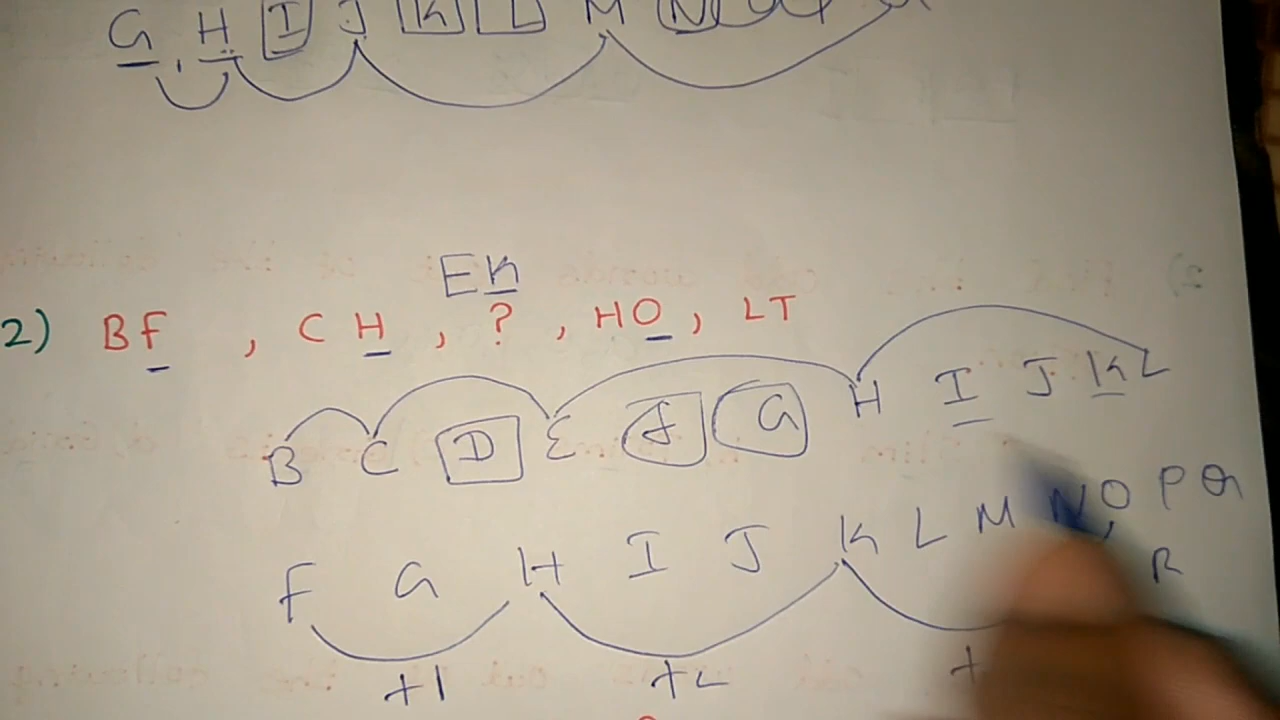 G , H I J K L M N O P
EK
2) BF , CH , ? , HO , LT
B C D E F G H I J K L
F G H I J K L M N O P Q
R
+1 +2 +